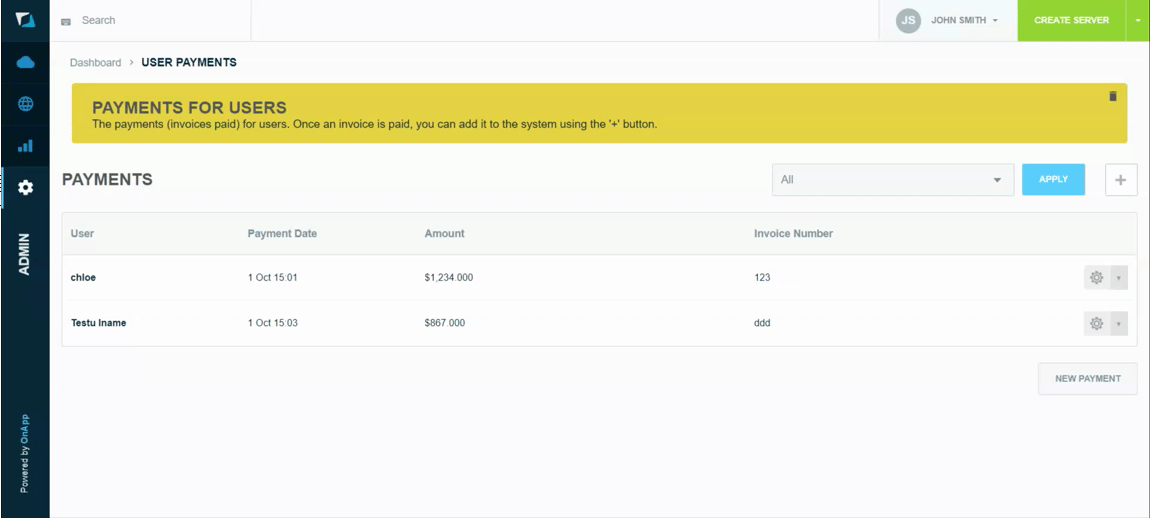 Search
JS JOHN SMITH
CREATE SERVER
Dashboard › USER PAYMENTS
PAYMENTS FOR USERS
The payments (invoices paid) for users. Once an invoice is paid, you can add it to the system using the '+' button.
PAYMENTS
All
APPLY
+
User Payment Date Amount Invoice Number
chloe 1 Oct 15:01 $1,234.000 123
Testu lname 1 Oct 15:03 $867.000 ddd
NEW PAYMENT
ADMIN
Powered by OnApp